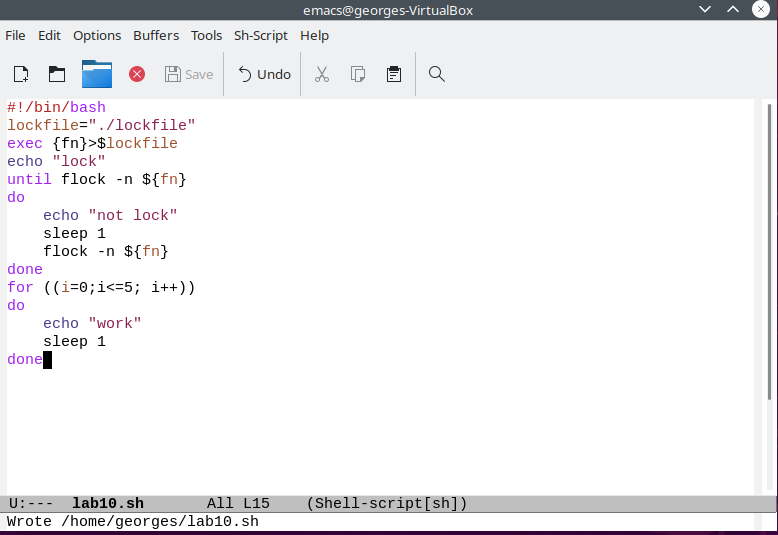 emacs@georges-VirtualBox
File Edit Options Buffers Tools Sh-Script Help
Save Undo
#!/bin/bash
lockfile="./lockfile"
exec {fn}>$lockfile
echo "lock"
until flock -n ${fn}
do
    echo "not lock"
    sleep 1
    flock -n ${fn}
done
for ((i=0;i<=5; i++))
do
    echo "work"
    sleep 1
done
U:---  lab10.sh       All L15    (Shell-script[sh])
Wrote /home/georges/lab10.sh